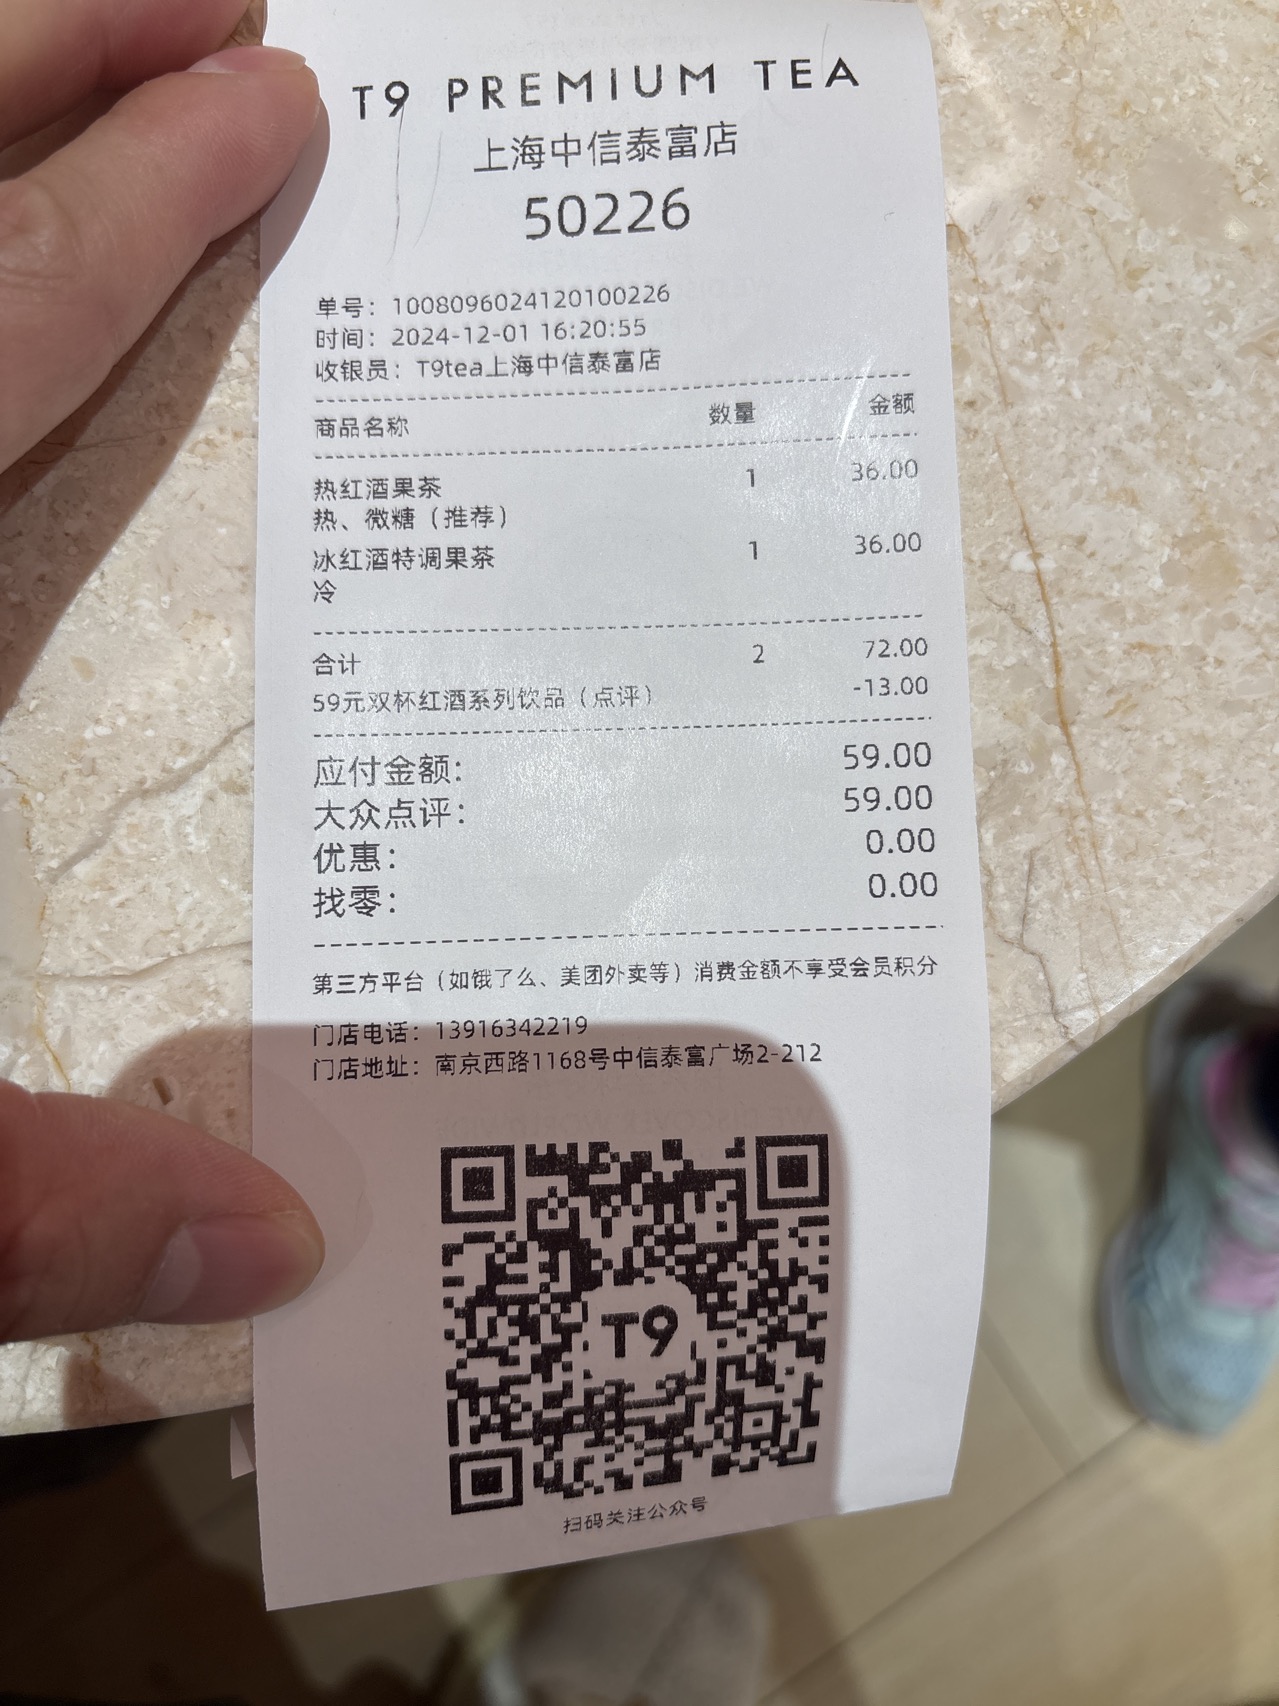 T9 PREMIUM TEA
上海中信泰富店
50226
单号：1008096024120100226
时间：2024-12-01 16:20:55
收银员：T9tea上海中信泰富店
商品名称 数量 金额
热红酒果茶 1 36.00
热、微糖（推荐）
冰红酒特调果茶 1 36.00
冷
合计 2 72.00
59元双杯红酒系列饮品（点评） -13.00
应付金额： 59.00
大众点评： 59.00
优惠： 0.00
找零： 0.00
第三方平台（如饿了么、美团外卖等）消费金额不享受会员积分
门店电话：13916342219
门店地址：南京西路1168号中信泰富广场2-212
T9
扫码关注公众号